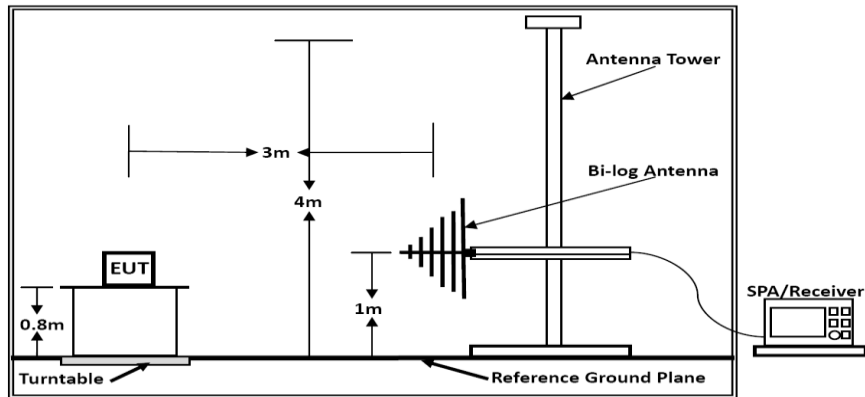 Antenna Tower
3m
Bi-log Antenna
4m
EUT
SPA/Receiver
1m
0.8m
Turntable
Reference Ground Plane